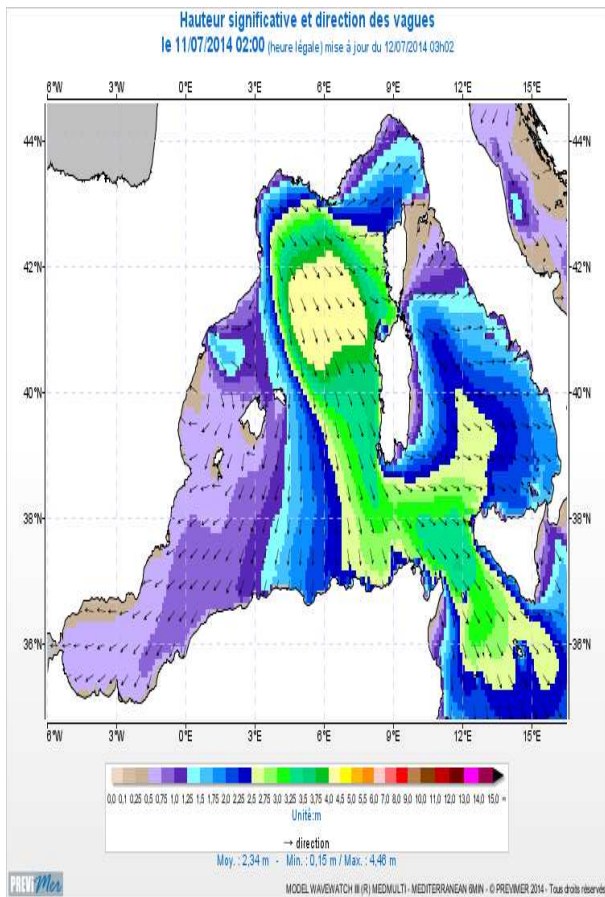 Hauteur significative et direction des vagues
le 11/07/2014 02:00 (heure légale) mise à jour du 12/07/2014 03h02
6°W 3°W 0°E 3°E 6°E 9°E 12°E 15°E
44°N 44°N
42°N 42°N
40°N 40°N
38°N 38°N
36°N 36°N
6°W 3°W 0°E 3°E 6°E 9°E 12°E 15°E
0,0 0,1 0,25 0,5 0,75 1,0 1,25 1,5 1,75 2,0 2,25 2,5 2,75 3,0 3,25 3,5 3,75 4,0 4,5 5,0 5,5 6,0 7,0 8,0 9,0 10,0 11,0 12,0 13,0 14,0 15,0 ∞
Unité:m
→ direction
Moy. : 2,34 m - Min. : 0,15 m / Max. : 4,46 m
PREViMer
MODEL WAVEWATCH III (R) MEDMULTI - MEDITERRANEAN 6MIN - © PREVIMER 2014 - Tous droits réservés